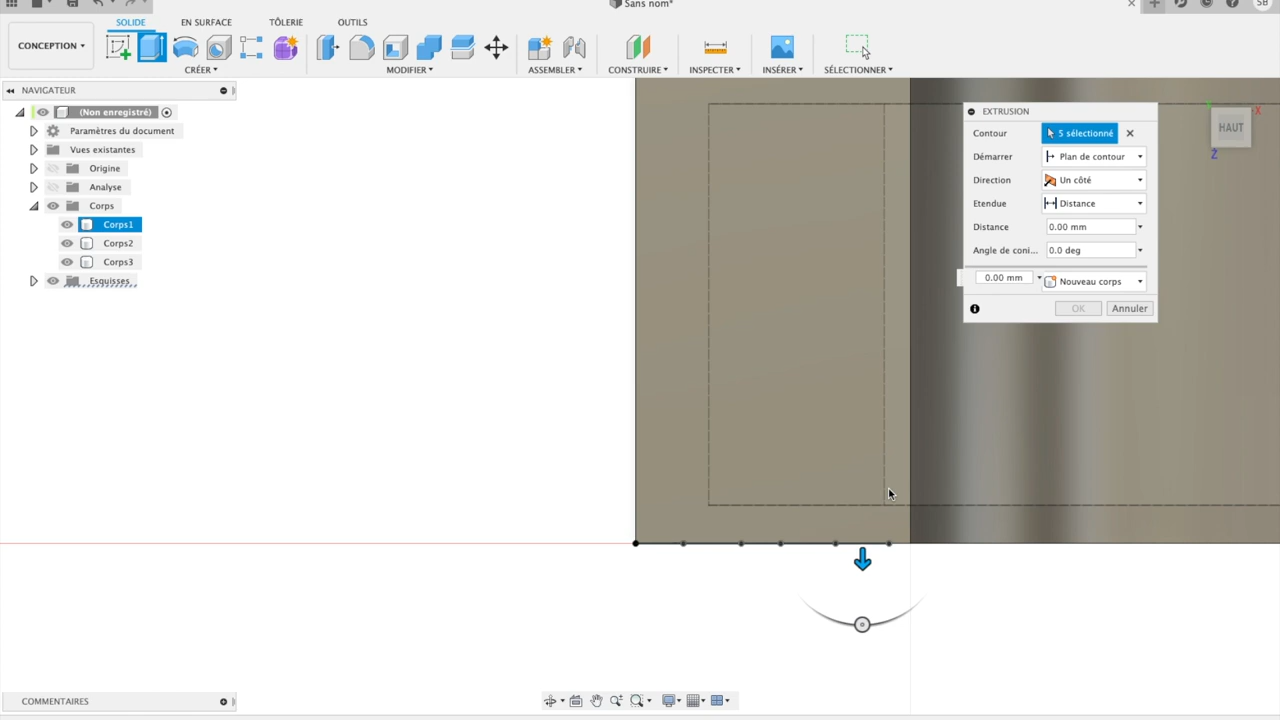 Sans nom*
SB
CONCEPTION
SOLIDE
EN SURFACE
TÔLERIE
OUTILS
CRÉER
MODIFIER
ASSEMBLER
CONSTRUIRE
INSPECTER
INSÉRER
SÉLECTIONNER
NAVIGATEUR
(Non enregistré)
Paramètres du document
Vues existantes
Origine
Analyse
Corps
Corps1
Corps2
Corps3
Esquisses
EXTRUSION
Contour 5 sélectionné
Démarrer Plan de contour
Direction Un côté
Etendue Distance
Distance 0.00 mm
Angle de coni... 0.0 deg
0.00 mm Nouveau corps
OK Annuler
HAUT
X
Z
COMMENTAIRES